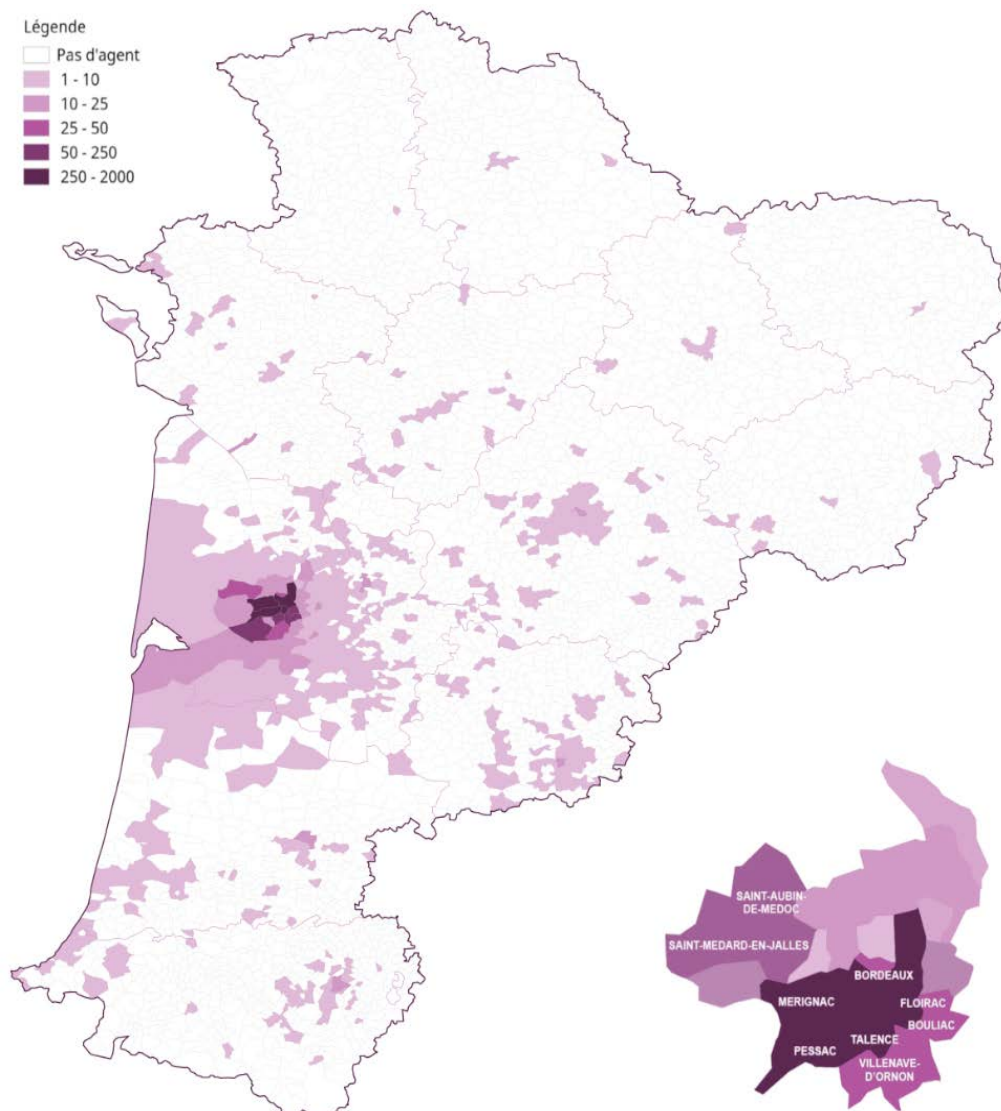 Légende
Pas d'agent
1 - 10
10 - 25
25 - 50
50 - 250
250 - 2000
SAINT-AUBIN-
DE-MEDOC
SAINT-MEDARD-EN-JALLES
BORDEAUX
MERIGNAC
FLOIRAC
BOULIAC
TALENCE
PESSAC
VILLENAVE-
D'ORNON